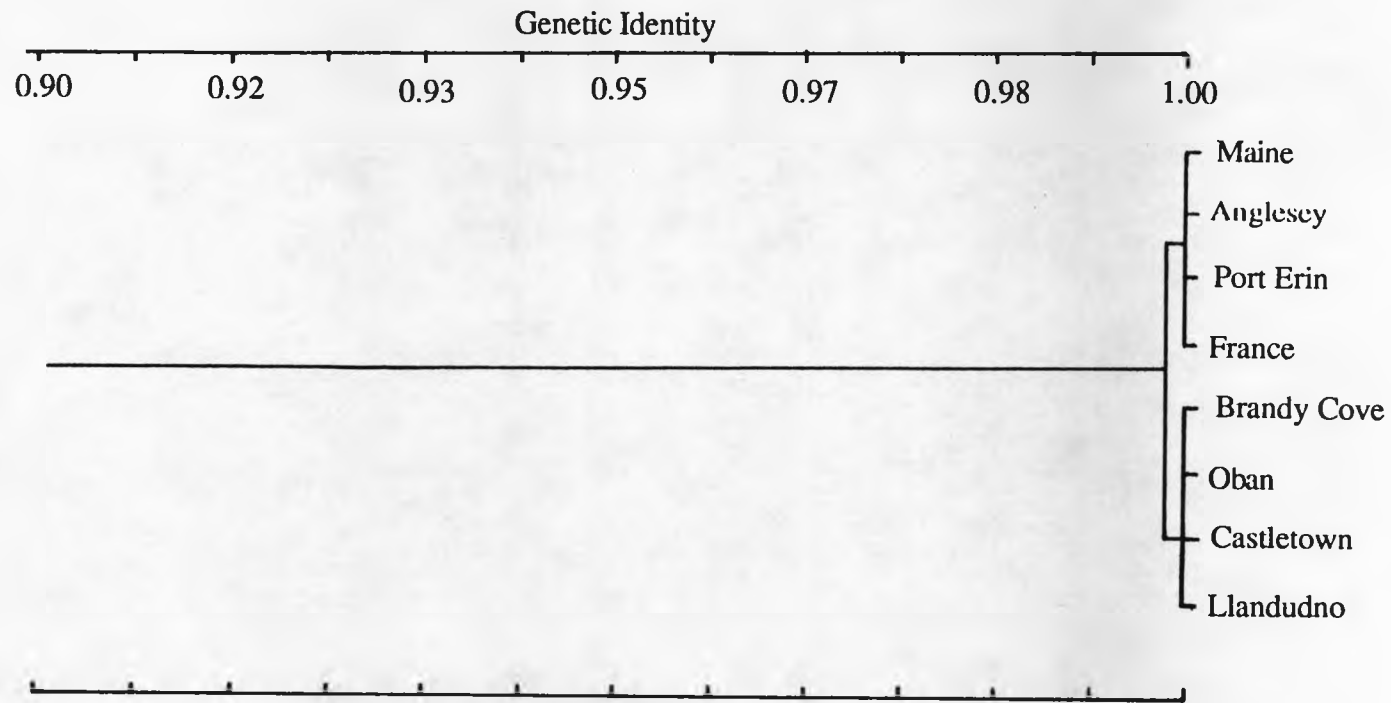 Genetic Identity
0.90 0.92 0.93 0.95 0.97 0.98 1.00
Maine
Anglesey
Port Erin
France
Brandy Cove
Oban
Castletown
Llandudno